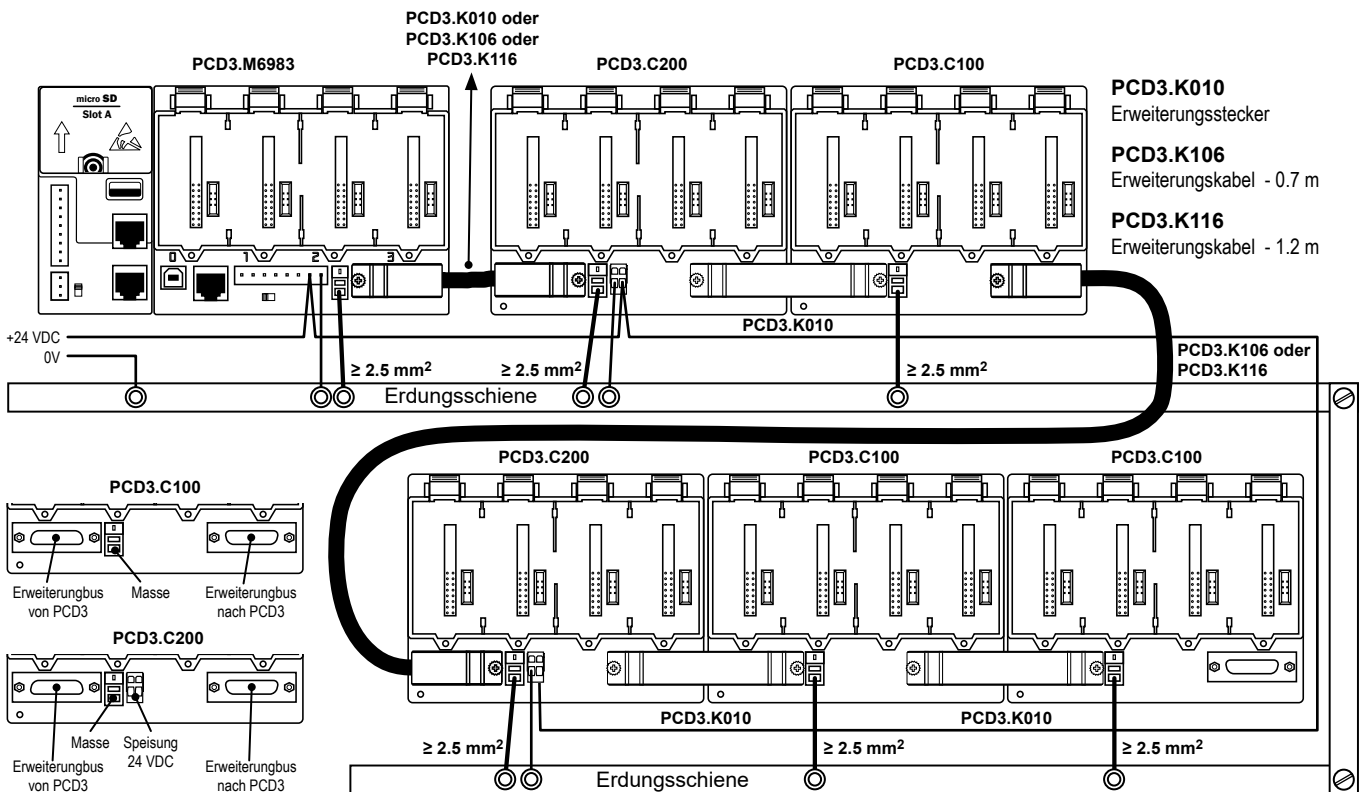 PCD3.K010 oder
PCD3.K106 oder
PCD3.K116
PCD3.M6983
PCD3.C200
PCD3.C100
micro SD
Slot A
0
1
2
3
PCD3.K010
Erweiterungsstecker
PCD3.K106
Erweiterungskabel - 0.7 m
PCD3.K116
Erweiterungskabel - 1.2 m
PCD3.K010
+24 VDC
0V
≥ 2.5 mm²
≥ 2.5 mm²
≥ 2.5 mm²
PCD3.K106 oder
PCD3.K116
Erdungsschiene
PCD3.C200
PCD3.C100
PCD3.C100
PCD3.C100
Erweiterungbus
von PCD3
Masse
Erweiterungbus
nach PCD3
PCD3.C200
Masse
Speisung
24 VDC
Erweiterungbus
von PCD3
Erweiterungbus
nach PCD3
PCD3.K010
PCD3.K010
≥ 2.5 mm²
≥ 2.5 mm²
≥ 2.5 mm²
Erdungsschiene